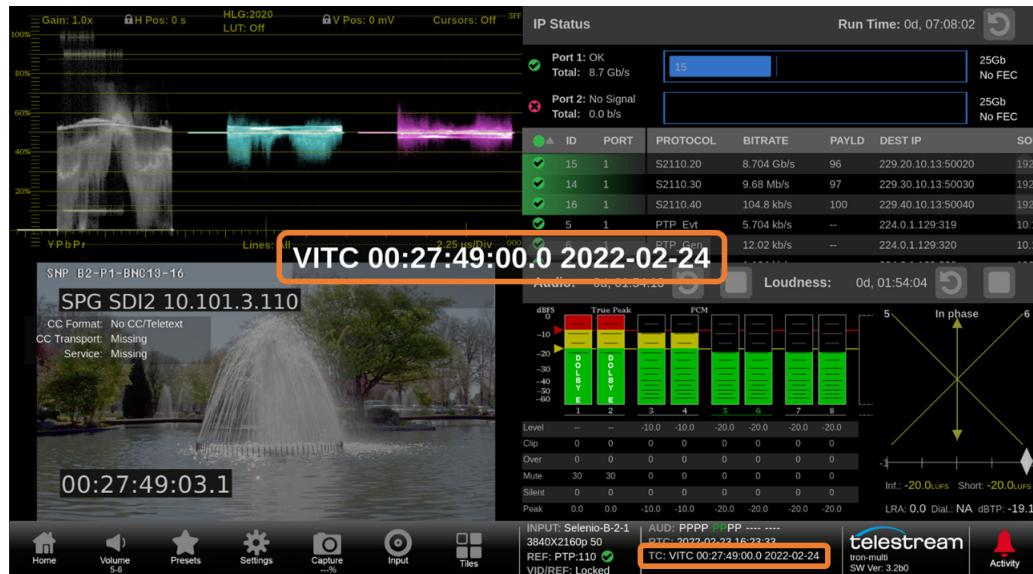 Gain: 1.0x H Pos: 0 s HLG:2020 V Pos: 0 mV Cursors: Off 3FF
LUT: Off
100%
80%
60%
40%
20%
YPbPr Lines: All 2.25 µs/Div 000
IP Status Run Time: 0d, 07:08:02
Port 1: OK
Total: 8.7 Gb/s
15
25Gb
No FEC
Port 2: No Signal
Total: 0.0 b/s
25Gb
No FEC
ID PORT PROTOCOL BITRATE PAYLD DEST IP SO
15 1 S2110.20 8.704 Gb/s 96 229.20.10.13:50020 192
14 1 S2110.30 9.68 Mb/s 97 229.30.10.13:50030 192
16 1 S2110.40 104.8 kb/s 100 229.40.10.13:50040 192
5 1 PTP_Evt 5.704 kb/s -- 224.0.1.129:319 10.
6 1 PTP_Gen 12.02 kb/s -- 224.0.1.129:320 10.
VITC 00:27:49:00.0 2022-02-24
SNP B2-P1-BNC13-16
SPG SDI2 10.101.3.110
CC Format: No CC/Teletext
CC Transport: Missing
Service: Missing
00:27:49:03.1
Audio: 0d, 01:54:13 Loudness: 0d, 01:54:04
dBFS True Peak PCM
0
-10
-20
-30
-40
-50
-60
DOLBY E DOLBY E
1 2 3 4 5 6 7 8
Level -- -- -10.0 -10.0 -20.0 -20.0 -20.0 -20.0
Clip 0 0 0 0 0 0 0 0
Over 0 0 0 0 0 0 0 0
Mute 30 30 0 0 0 0 0 0
Silent 0 0 0 0 0 0 0 0
Peak 0.0 0.0 -10.0 -10.0 -20.0 -20.0 -20.0 -20.0
5 In phase 6
-1
Inf.: -20.0LUFS Short: -20.0LUFS
LRA: 0.0 Dial.: NA dBTP: -19.1
Home
Volume
5-6
Presets
Settings
Capture
---%
Input
Tiles
INPUT: Selenio-B-2-1
3840X2160p 50
REF: PTP:110
VID/REF: Locked
AUD: PPPP PPPP ---- ----
RTC: 2022-02-23 16:23:33
TC: VITC 00:27:49:00.0 2022-02-24
telestream
tron-multi
SW Ver: 3.2b0
Activity